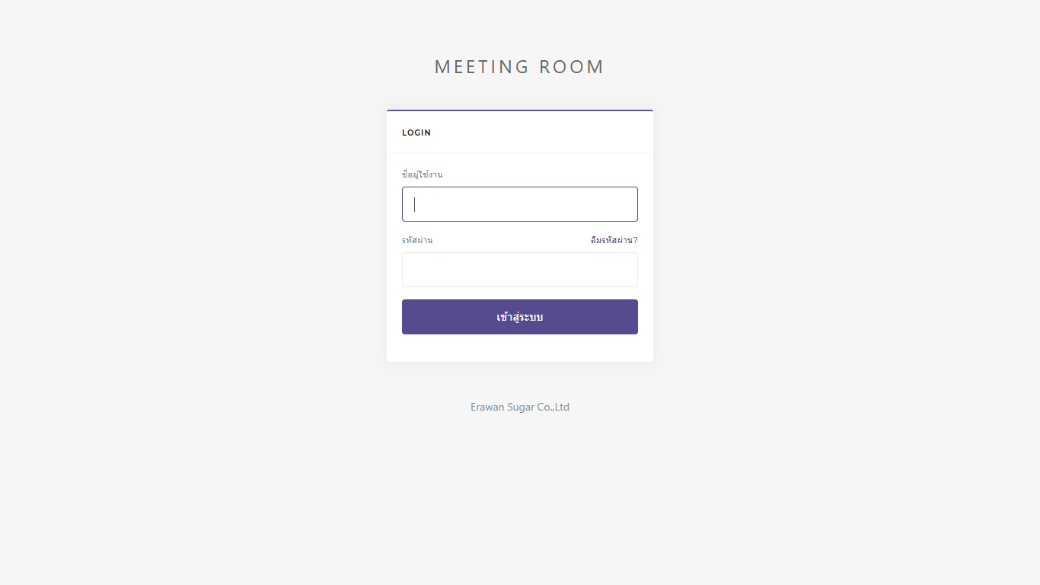 MEETING ROOM
LOGIN
ชื่อผู้ใช้งาน
รหัสผ่าน ลืมรหัสผ่าน?
เข้าสู่ระบบ
Erawan Sugar Co.,Ltd